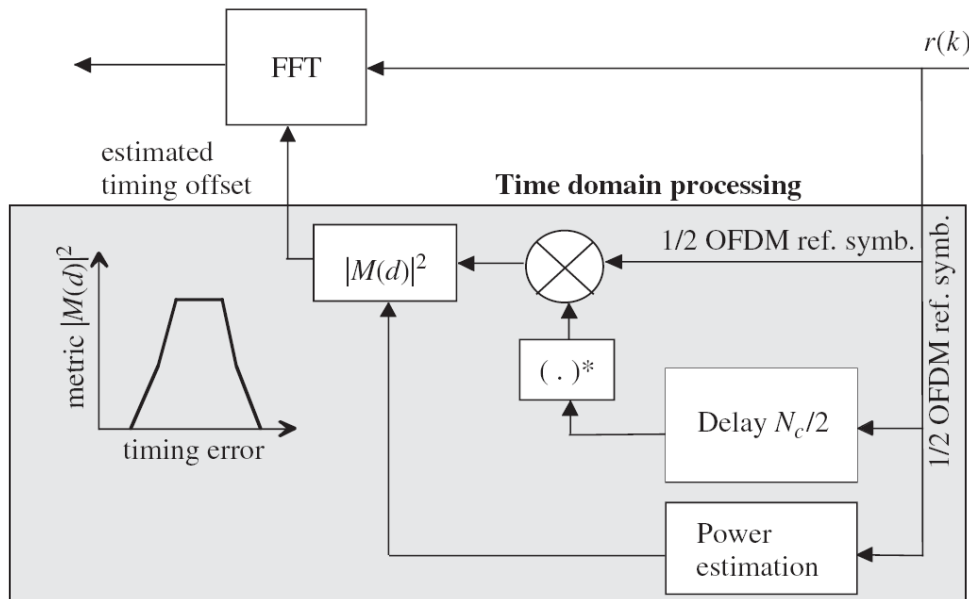 r(k)
FFT
estimated
timing offset
Time domain processing
1/2 OFDM ref. symb.
1/2 OFDM ref. symb.
|M(d)|²
metric |M(d)|²
timing error
( . )*
Delay N_c/2
Power
estimation